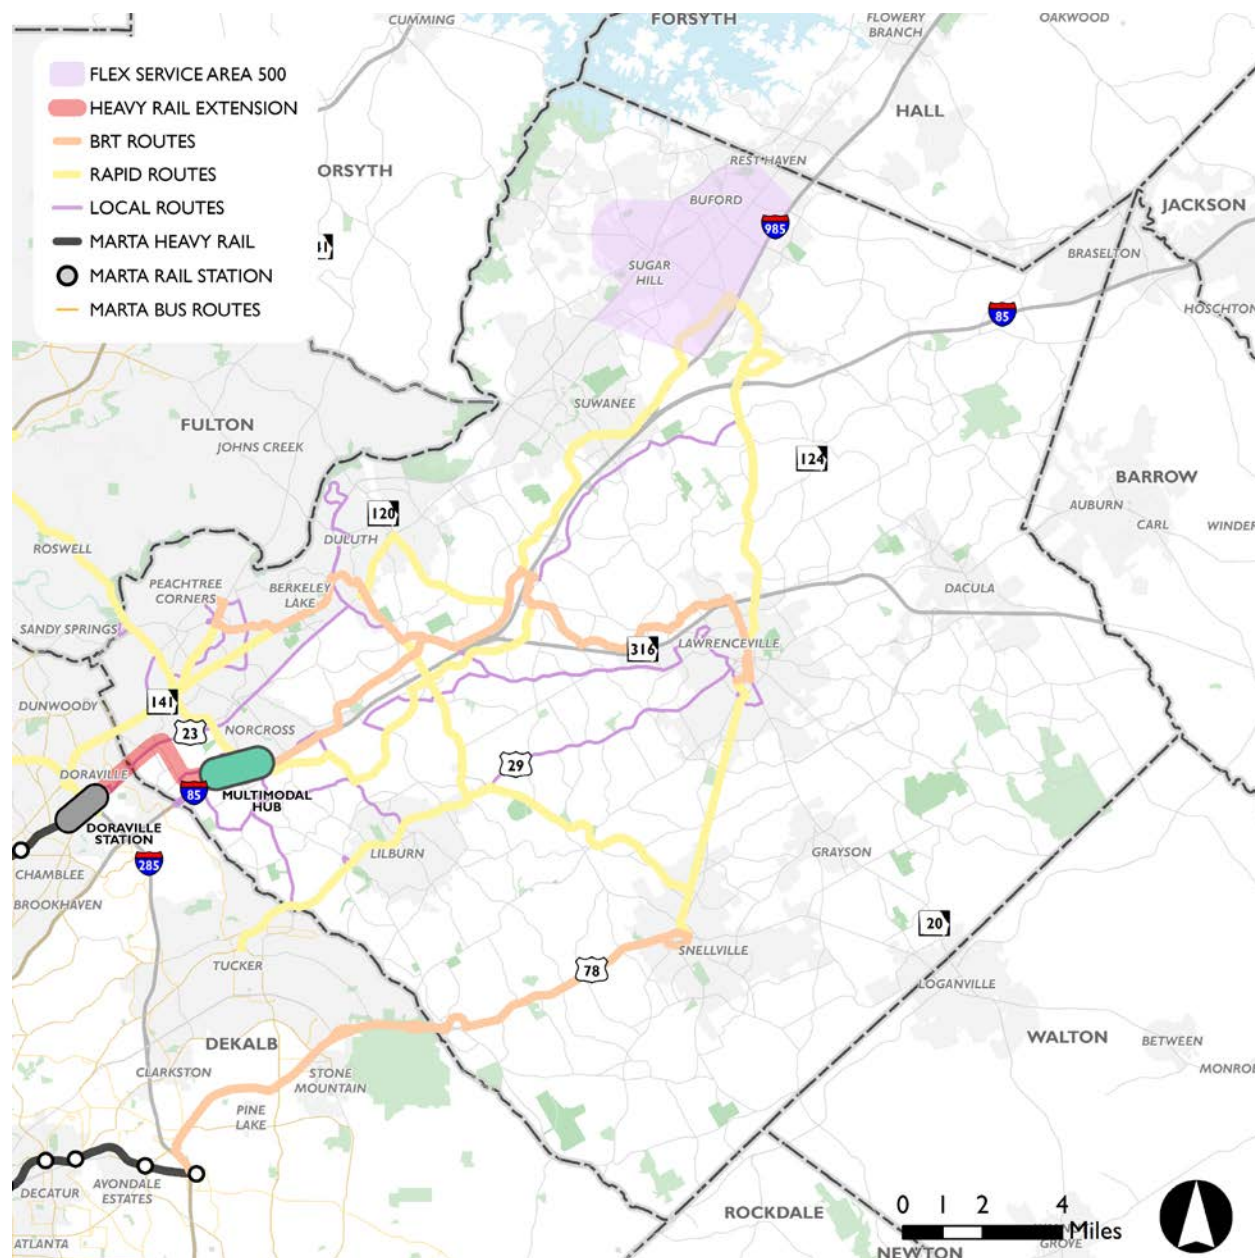 CUMMING
FORSYTH
FLOWERY
BRANCH
OAKWOOD
FLEX SERVICE AREA 500
HEAVY RAIL EXTENSION
BRT ROUTES
RAPID ROUTES
LOCAL ROUTES
MARTA HEAVY RAIL
MARTA RAIL STATION
MARTA BUS ROUTES
HALL
ORSYTH
REST HAVEN
BUFORD
985
JACKSON
SUGAR
HILL
BRASELTON
HOSCHTON
85
SUWANEE
FULTON
JOHNS CREEK
124
BARROW
AUBURN
CARL
WINDER
120
DULUTH
ROSWELL
PEACHTREE
CORNERS
BERKELEY
LAKE
DACULA
SANDY SPRINGS
316
LAWRENCEVILLE
141
DUNWOODY
23
NORCROSS
29
DORAVILLE
85
MULTIMODAL
HUB
DORAVILLE
STATION
285
LILBURN
GRAYSON
CHAMBLEE
BROOKHAVEN
20
TUCKER
SNELLVILLE
78
LOGANVILLE
DEKALB
WALTON
BETWEEN
CLARKSTON
STONE
MOUNTAIN
MONRO
PINE
LAKE
DECATUR
AVONDALE
ESTATES
0 1 2 4
Miles
ROCKDALE
ATLANTA
NEWTON
GROVE